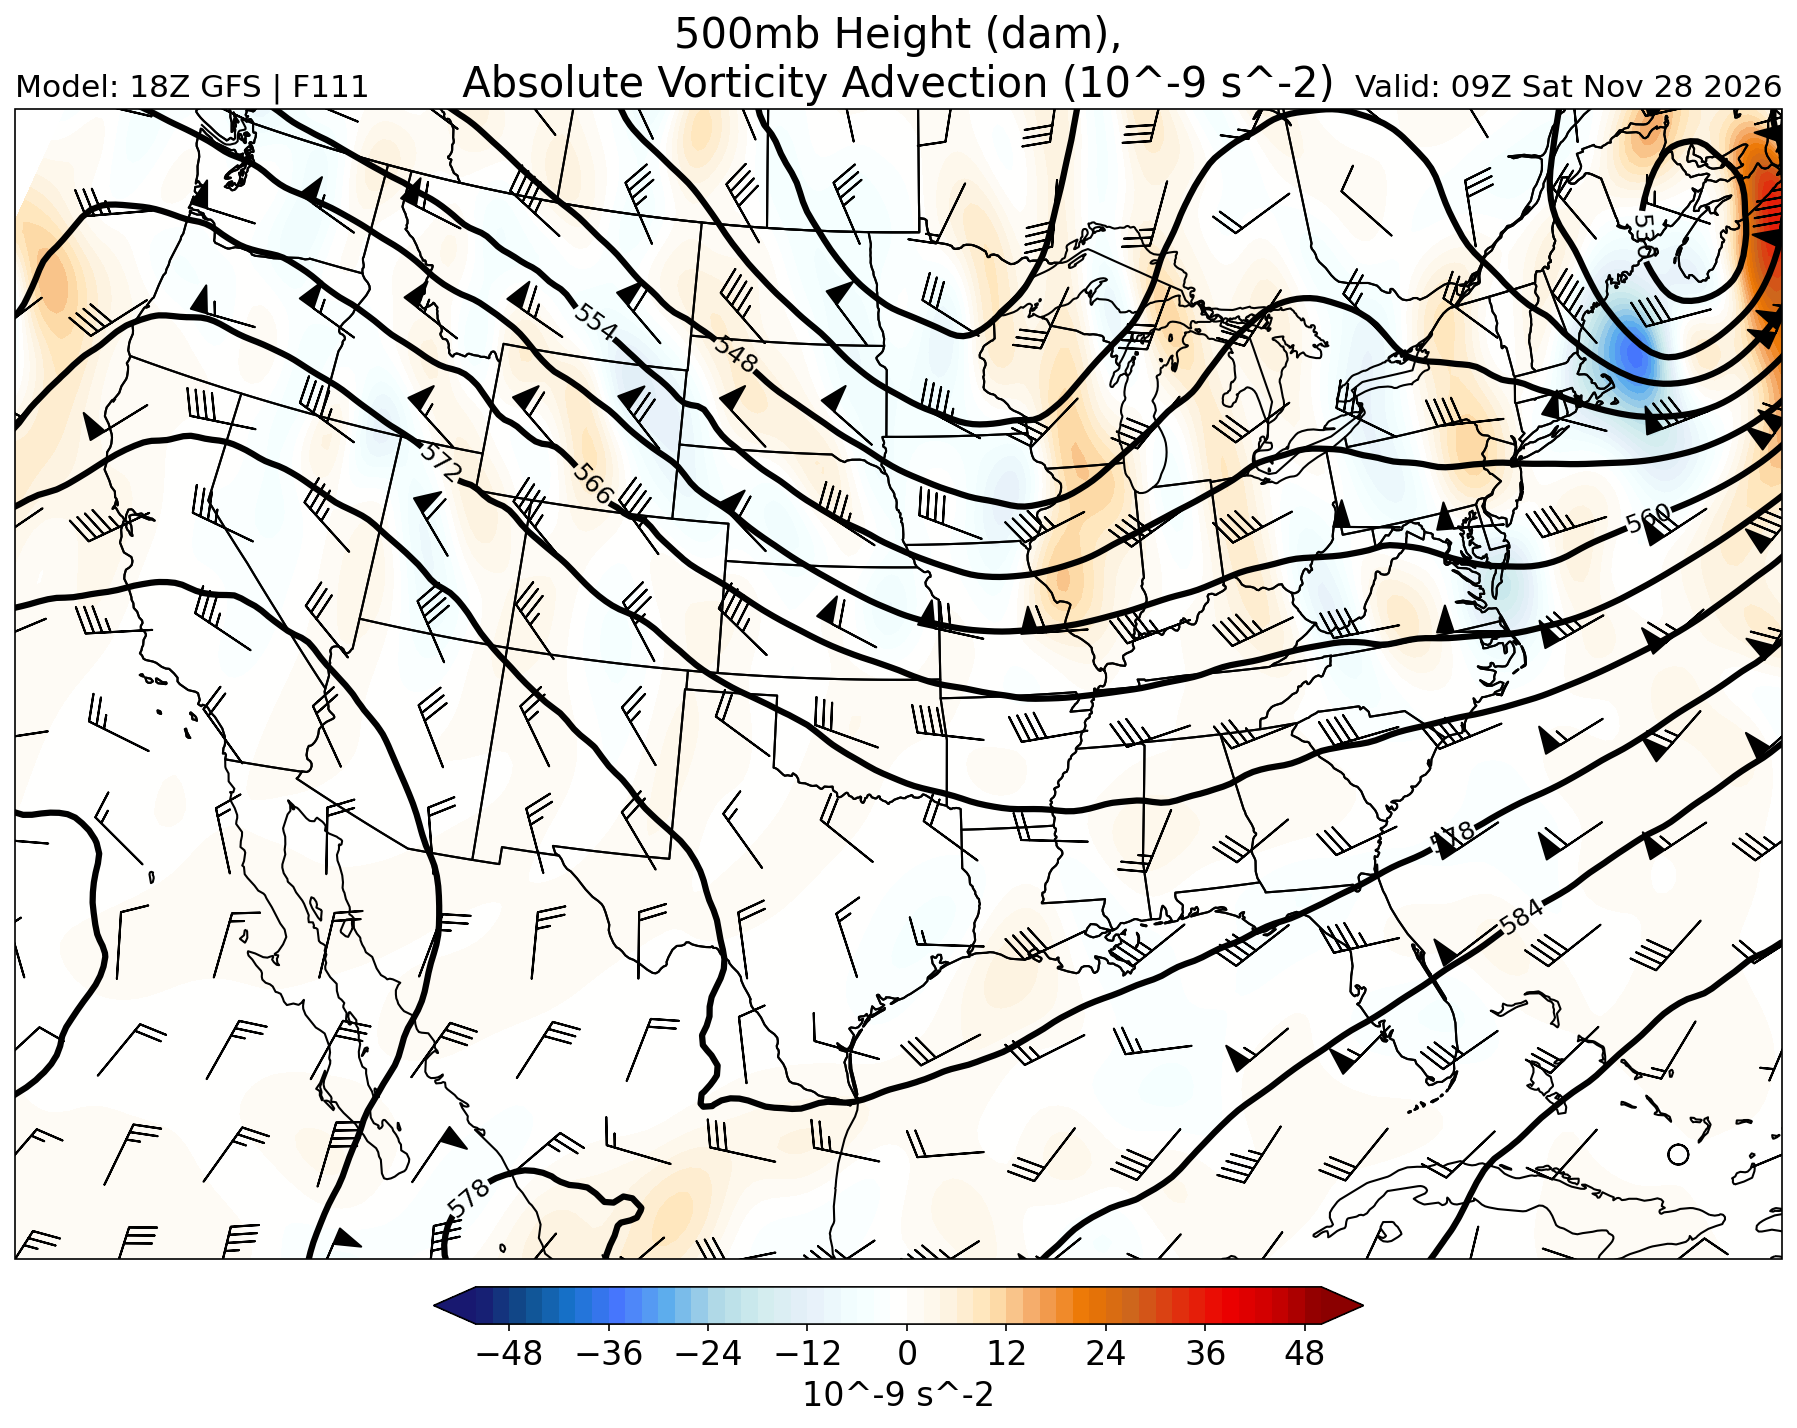 500mb Height (dam),
Model: 18Z GFS | F111
Absolute Vorticity Advection (10^-9 s^-2)
Valid: 09Z Sat Nov 28 2026
530
554
548
572
566
560
578
584
578
−48 −36 −24 −12 0 12 24 36 48
10^-9 s^-2